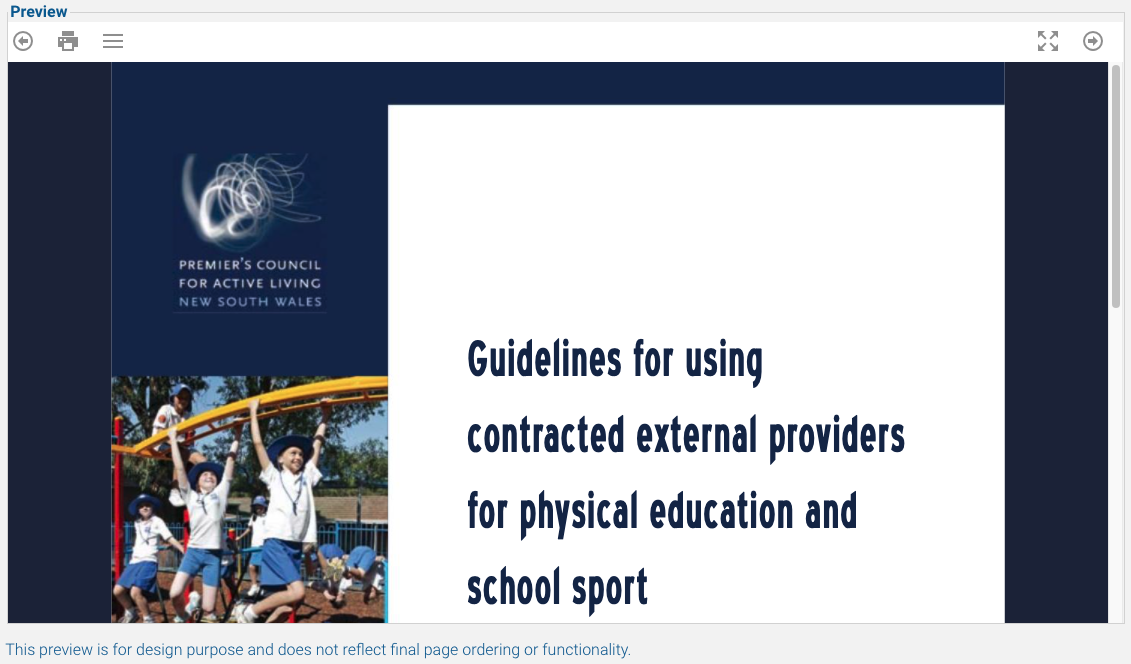 Preview
PREMIER'S COUNCIL
FOR ACTIVE LIVING
NEW SOUTH WALES
Guidelines for using
contracted external providers
for physical education and
school sport
This preview is for design purpose and does not reflect final page ordering or functionality.